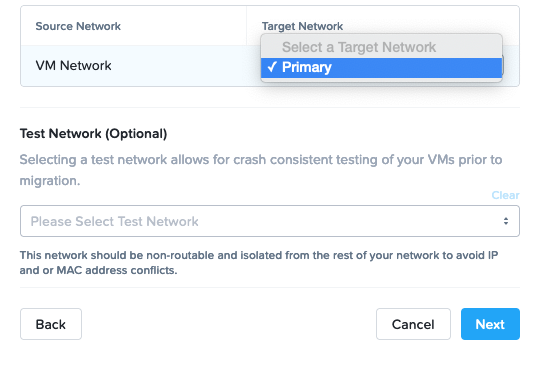 Source Network
Target Network
Select a Target Network
VM Network
✓ Primary
Test Network (Optional)
Selecting a test network allows for crash consistent testing of your VMs prior to
migration.
Clear
Please Select Test Network
This network should be non-routable and isolated from the rest of your network to avoid IP
and or MAC address conflicts.
Back
Cancel
Next